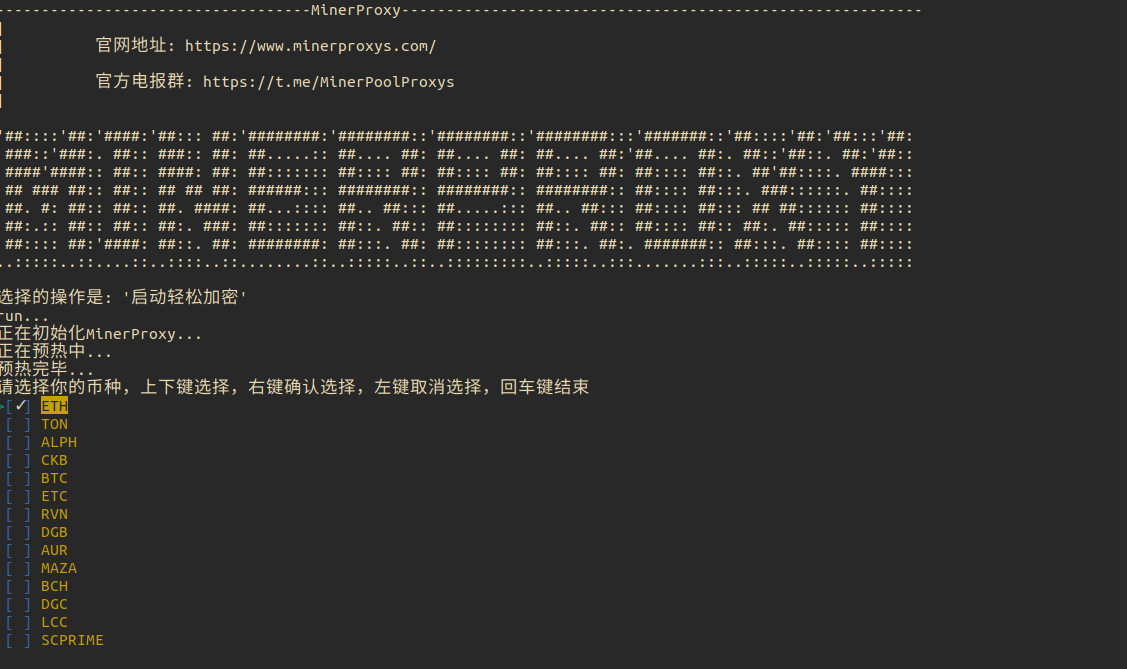 -----------------------------------MinerProxy----------------------------------------------------------
官网地址: https://www.minerproxys.com/
官方电报群: https://t.me/MinerPoolProxys
MINERPROXY
选择的操作是: '启动轻松加密'
run...
正在初始化MinerProxy...
正在预热中...
预热完毕...
请选择你的币种，上下键选择，右键确认选择，左键取消选择，回车键结束
>[✓] ETH
[ ] TON
[ ] ALPH
[ ] CKB
[ ] BTC
[ ] ETC
[ ] RVN
[ ] DGB
[ ] AUR
[ ] MAZA
[ ] BCH
[ ] DGC
[ ] LCC
[ ] SCPRIME